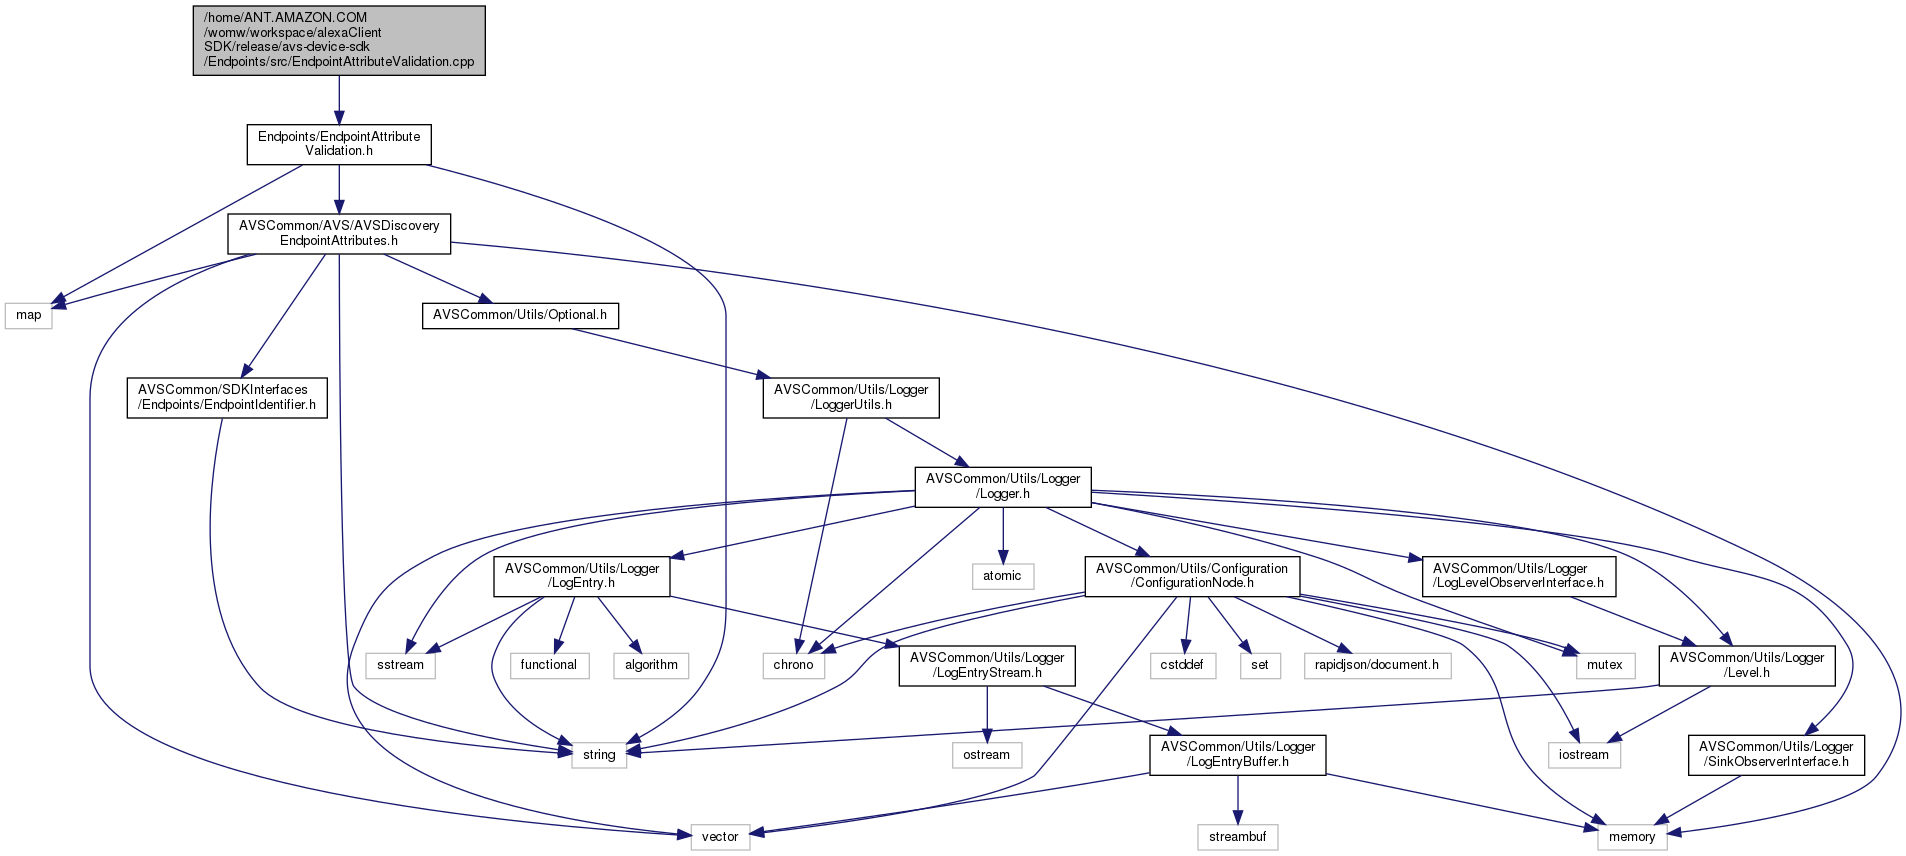 /home/ANT.AMAZON.COM
/womw/workspace/alexaClient
SDK/release/avs-device-sdk
/Endpoints/src/EndpointAttributeValidation.cpp
Endpoints/EndpointAttribute
Validation.h
AVSCommon/AVS/AVSDiscovery
EndpointAttributes.h
map
AVSCommon/Utils/Optional.h
AVSCommon/SDKInterfaces
/Endpoints/EndpointIdentifier.h
AVSCommon/Utils/Logger
/LoggerUtils.h
AVSCommon/Utils/Logger
/Logger.h
AVSCommon/Utils/Logger
/LogEntry.h
atomic
AVSCommon/Utils/Configuration
/ConfigurationNode.h
AVSCommon/Utils/Logger
/LogLevelObserverInterface.h
sstream
functional
algorithm
chrono
AVSCommon/Utils/Logger
/LogEntryStream.h
cstddef
set
rapidjson/document.h
mutex
AVSCommon/Utils/Logger
/Level.h
string
ostream
AVSCommon/Utils/Logger
/LogEntryBuffer.h
iostream
AVSCommon/Utils/Logger
/SinkObserverInterface.h
vector
streambuf
memory